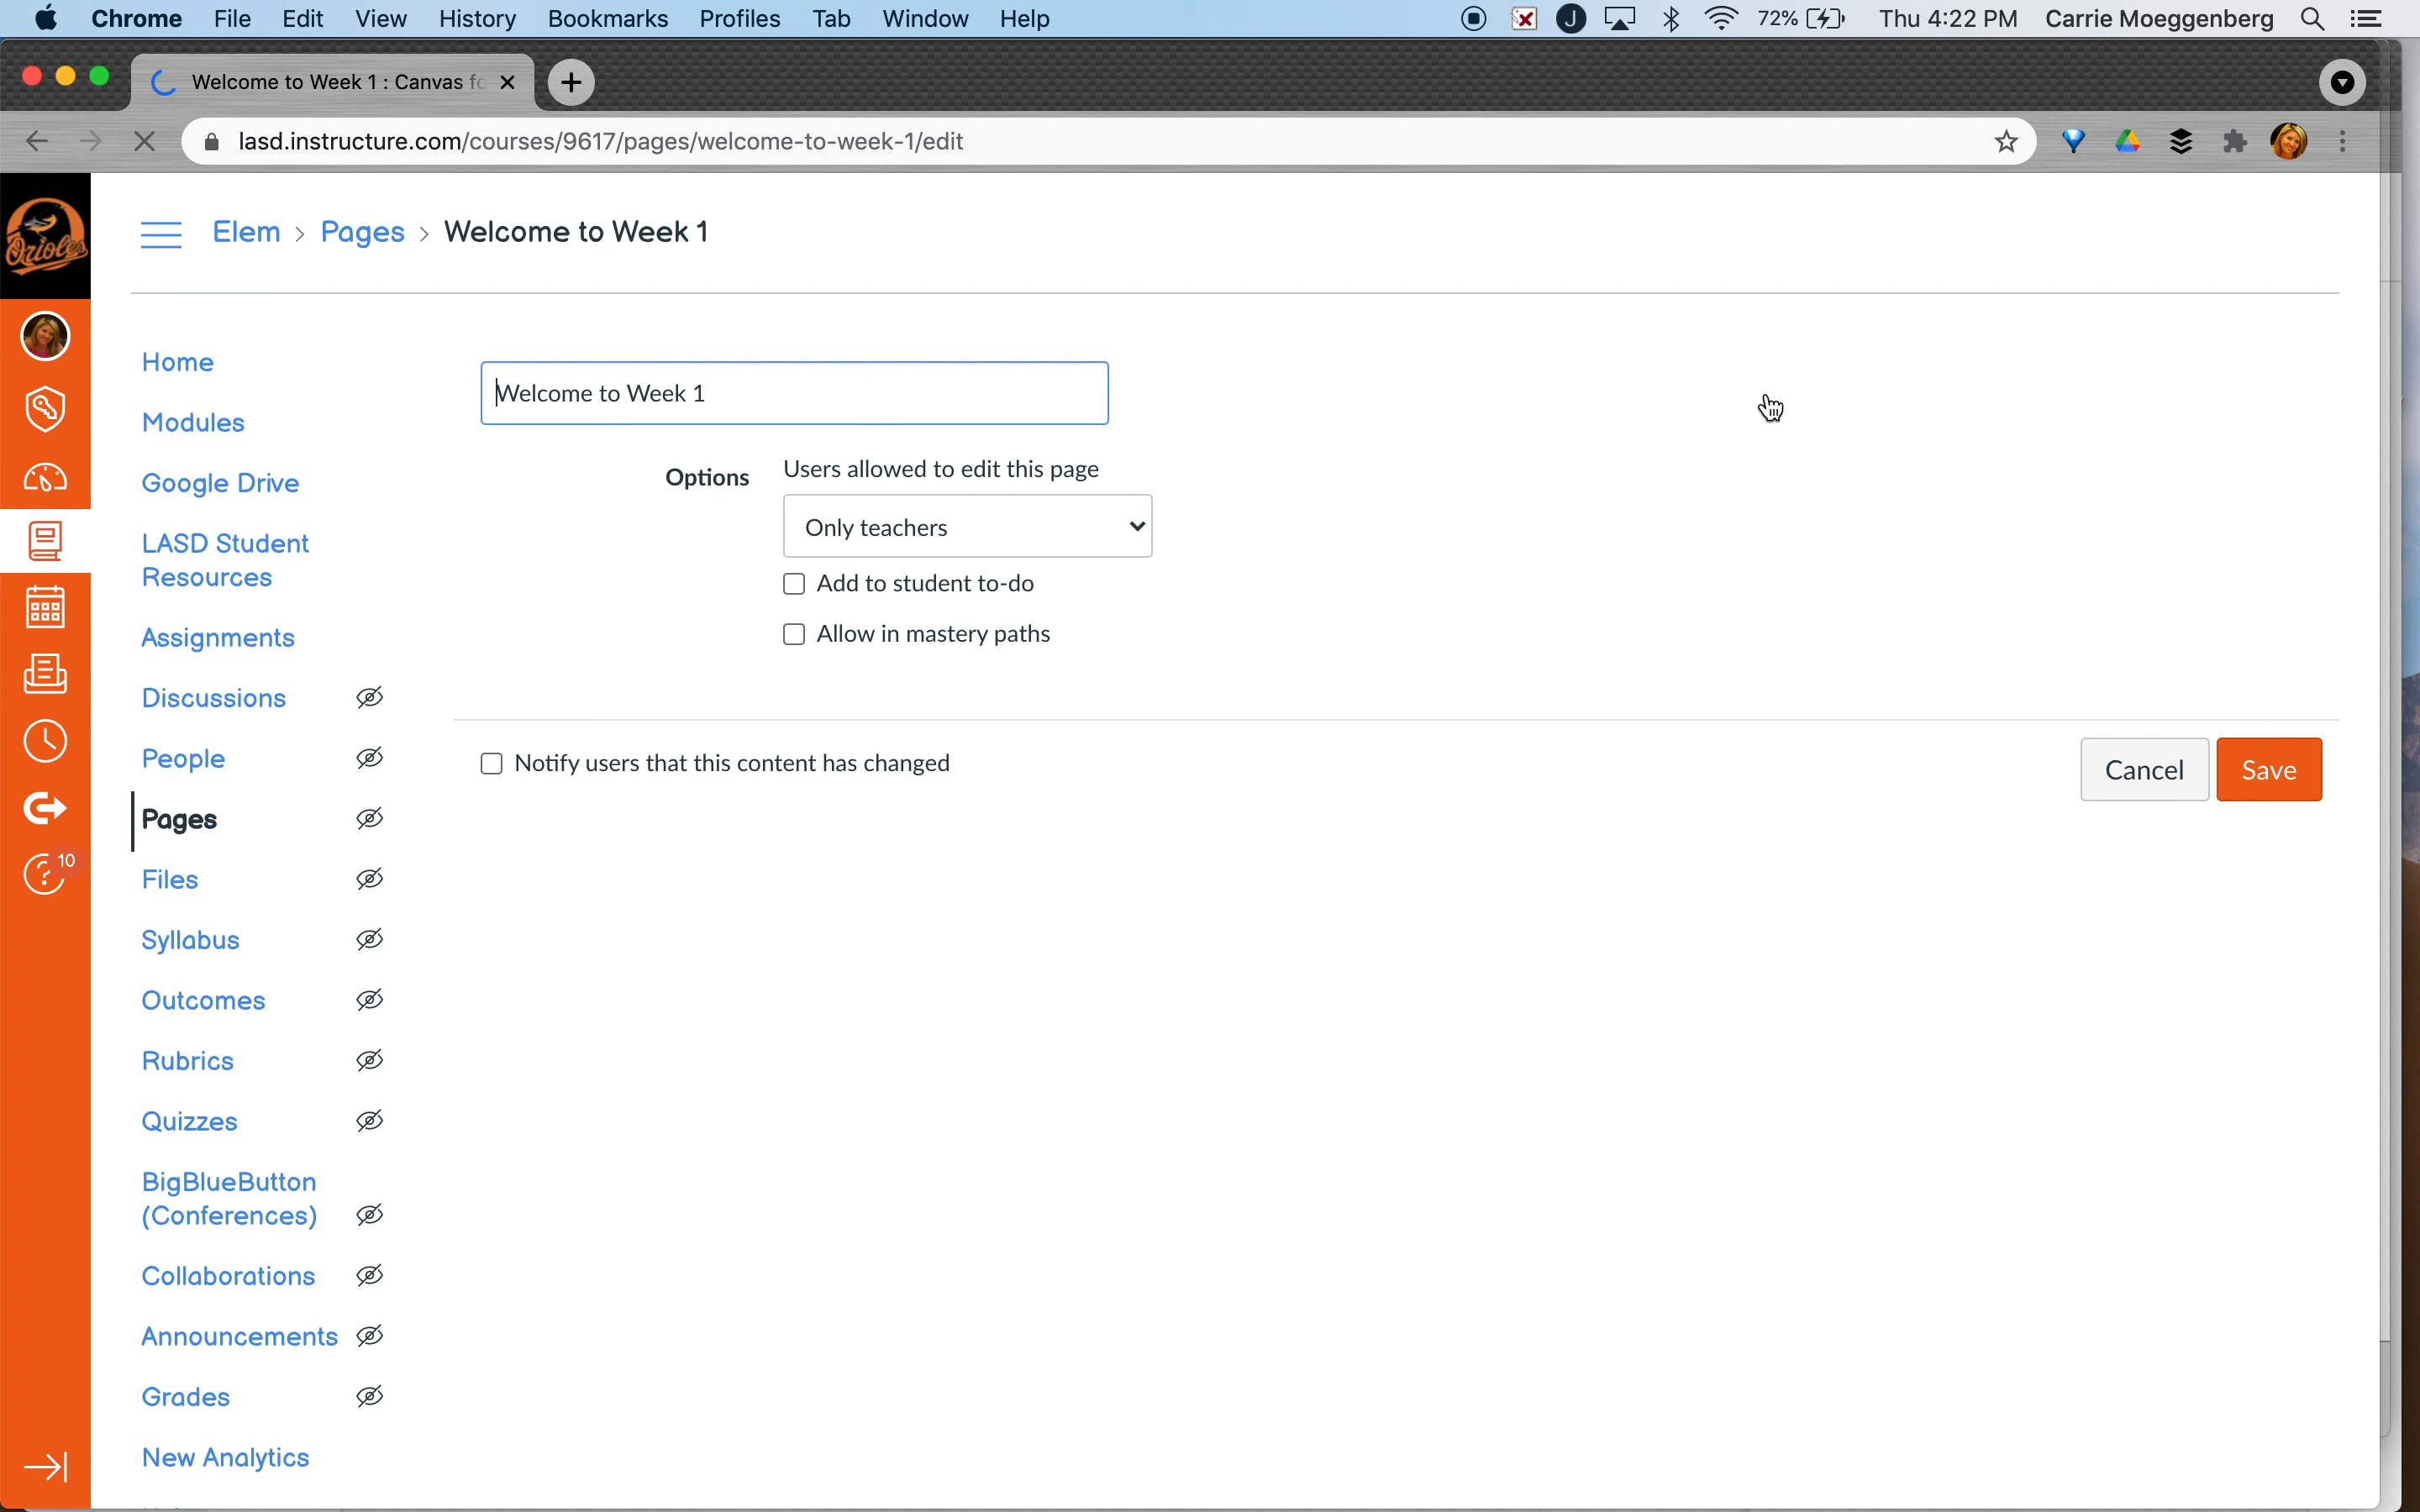 Chrome File Edit View History Bookmarks Profiles Tab Window Help J 72% Thu 4:22 PM Carrie Moeggenberg
Welcome to Week 1 : Canvas fo
lasd.instructure.com/courses/9617/pages/welcome-to-week-1/edit
Orioles
Elem > Pages > Welcome to Week 1
Home
Modules
Google Drive
LASD Student
Resources
Assignments
Discussions
People
Pages
Files
Syllabus
Outcomes
Rubrics
Quizzes
BigBlueButton
(Conferences)
Collaborations
Announcements
Grades
New Analytics
10
Welcome to Week 1
Options
Users allowed to edit this page
Only teachers
Add to student to-do
Allow in mastery paths
Notify users that this content has changed
Cancel Save